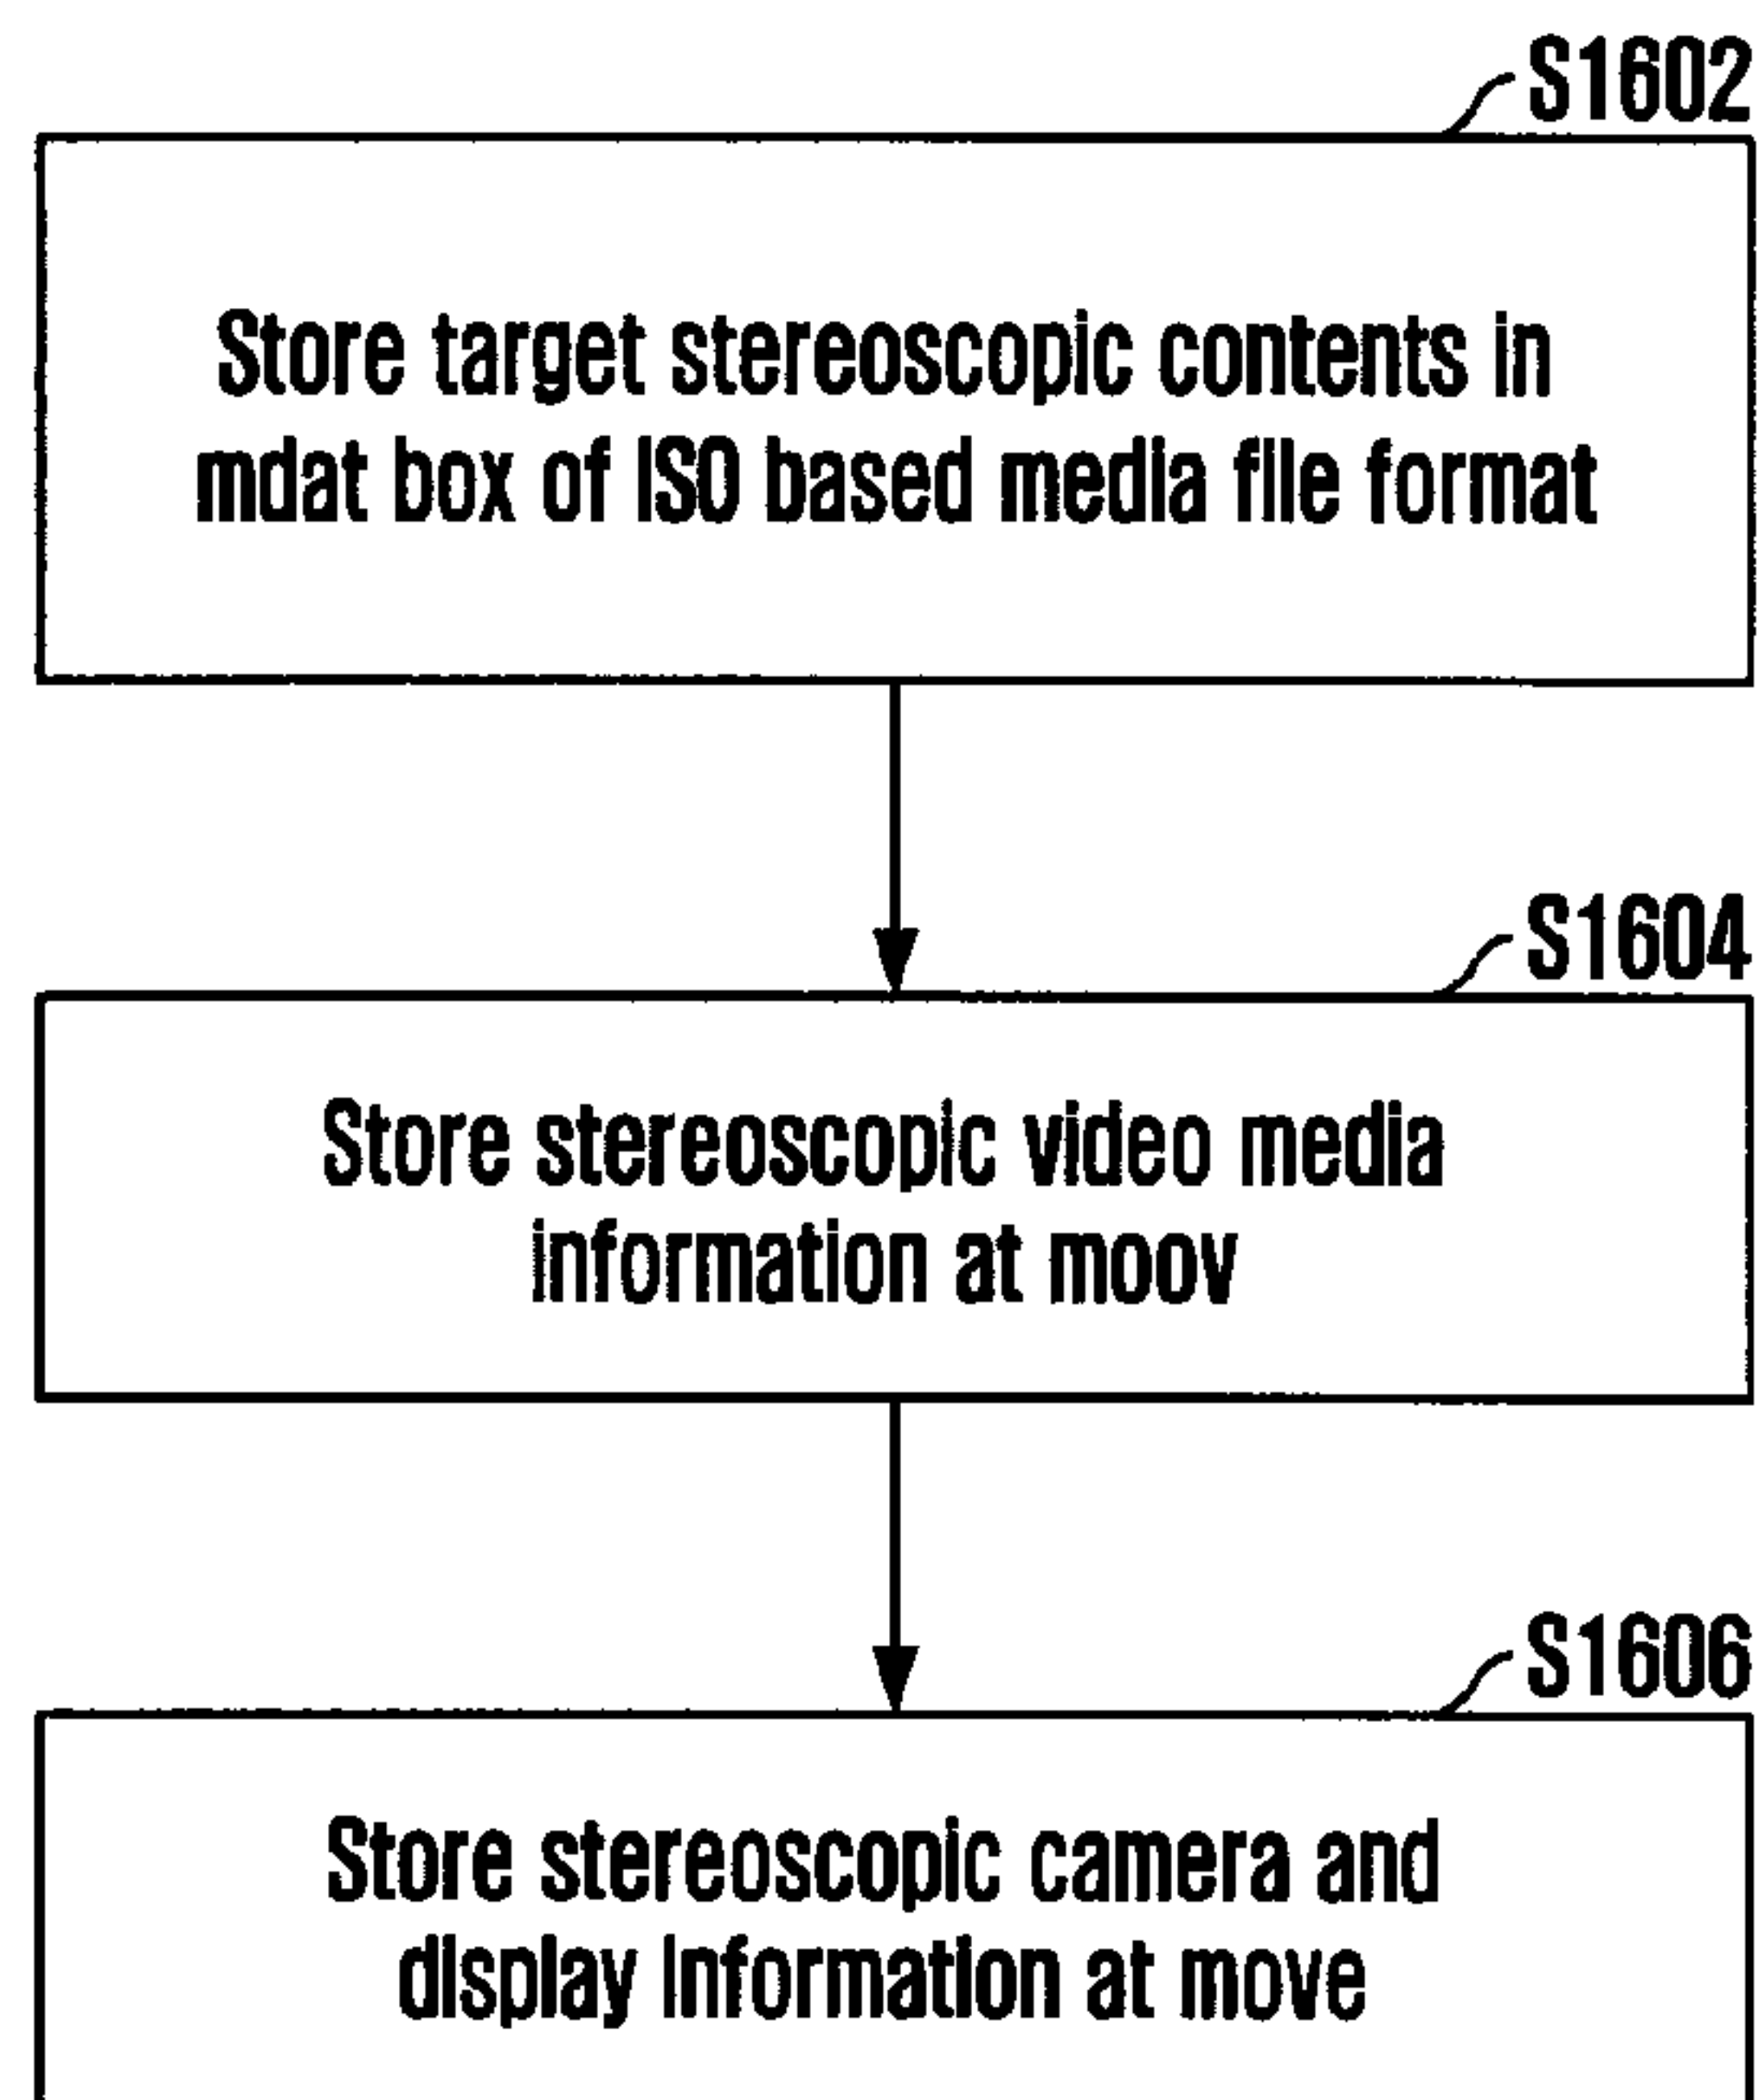 S1602
Store target stereoscopic contents in
mdat box of ISO based media file format
S1604
Store stereoscopic video media
information at moov
S1606
Store stereoscopic camera and
display information at move